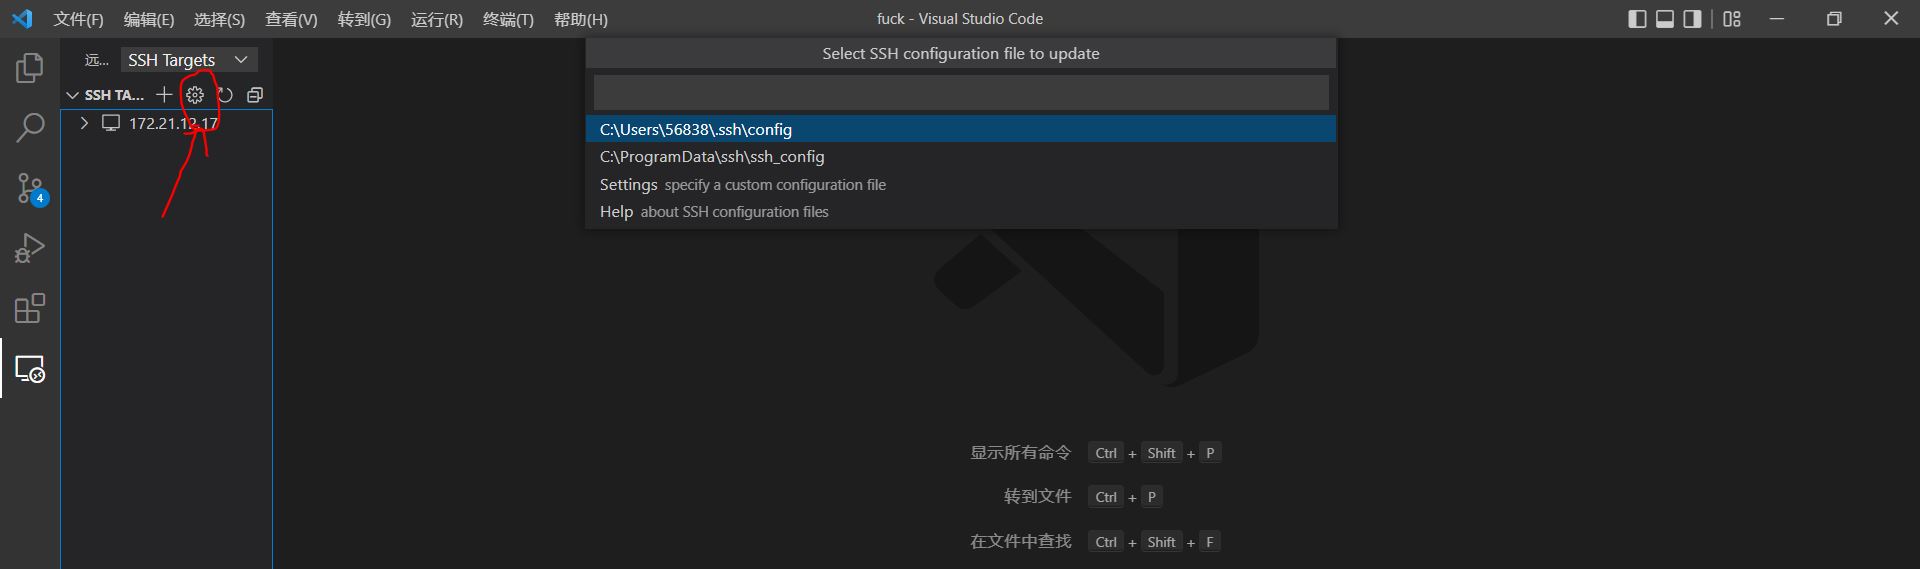 文件(F) 编辑(E) 选择(S) 查看(V) 转到(G) 运行(R) 终端(T) 帮助(H) fuck - Visual Studio Code
Select SSH configuration file to update
远... SSH Targets
SSH TA...
172.21.12.17
C:\Users\56838\.ssh\config
C:\ProgramData\ssh\ssh_config
Settings specify a custom configuration file
Help about SSH configuration files
4
显示所有命令 Ctrl + Shift + P
转到文件 Ctrl + P
在文件中查找 Ctrl + Shift + F